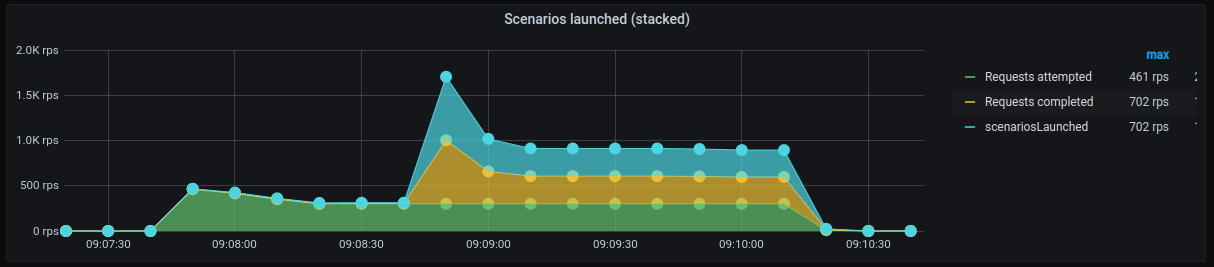 Scenarios launched (stacked)
2.0K rps
1.5K rps
1.0K rps
500 rps
0 rps
09:07:30 09:08:00 09:08:30 09:09:00 09:09:30 09:10:00 09:10:30
max
Requests attempted 461 rps
Requests completed 702 rps
scenariosLaunched 702 rps